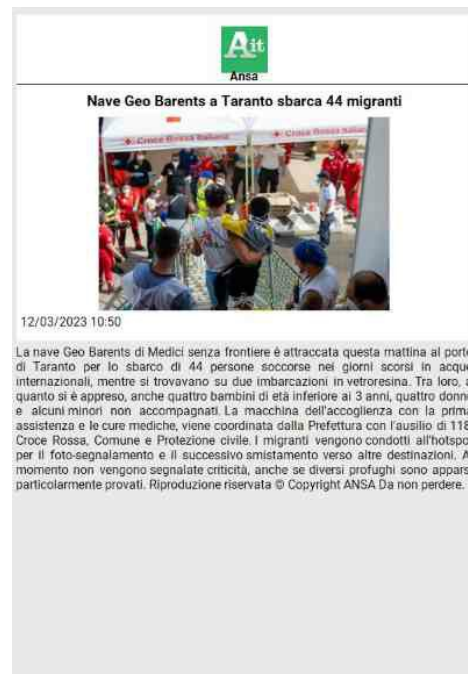 Ait
Ansa
Nave Geo Barents a Taranto sbarca 44 migranti
Croce Rossa Italiana
Croce Rossa Italiana
12/03/2023 10:50
La nave Geo Barents di Medici senza frontiere è attraccata questa mattina al porto
di Taranto per lo sbarco di 44 persone soccorse nei giorni scorsi in acque
internazionali, mentre si trovavano su due imbarcazioni in vetroresina. Tra loro, a
quanto si è appreso, anche quattro bambini di età inferiore ai 3 anni, quattro donne
e alcuni minori non accompagnati. La macchina dell'accoglienza con la prima
assistenza e le cure mediche, viene coordinata dalla Prefettura con l'ausilio di 118,
Croce Rossa, Comune e Protezione civile. I migranti vengono condotti all'hotspot
per il foto-segnalamento e il successivo smistamento verso altre destinazioni. Al
momento non vengono segnalate criticità, anche se diversi profughi sono apparsi
particolarmente provati. Riproduzione riservata © Copyright ANSA Da non perdere.